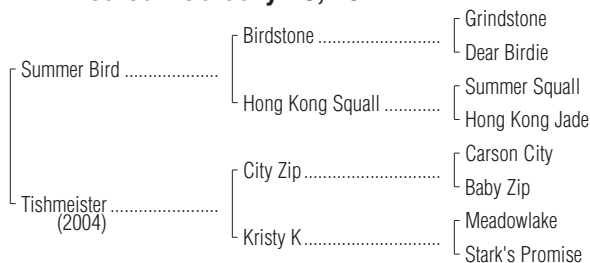 Grindstone
Birdstone ..............................
Dear Birdie
Summer Bird ......................
Summer Squall
Hong Kong Squall ..............
Hong Kong Jade
Carson City
City Zip .................................
Baby Zip
Tishmeister .........................
(2004)
Meadowlake
Kristy K .................................
Stark's Promise